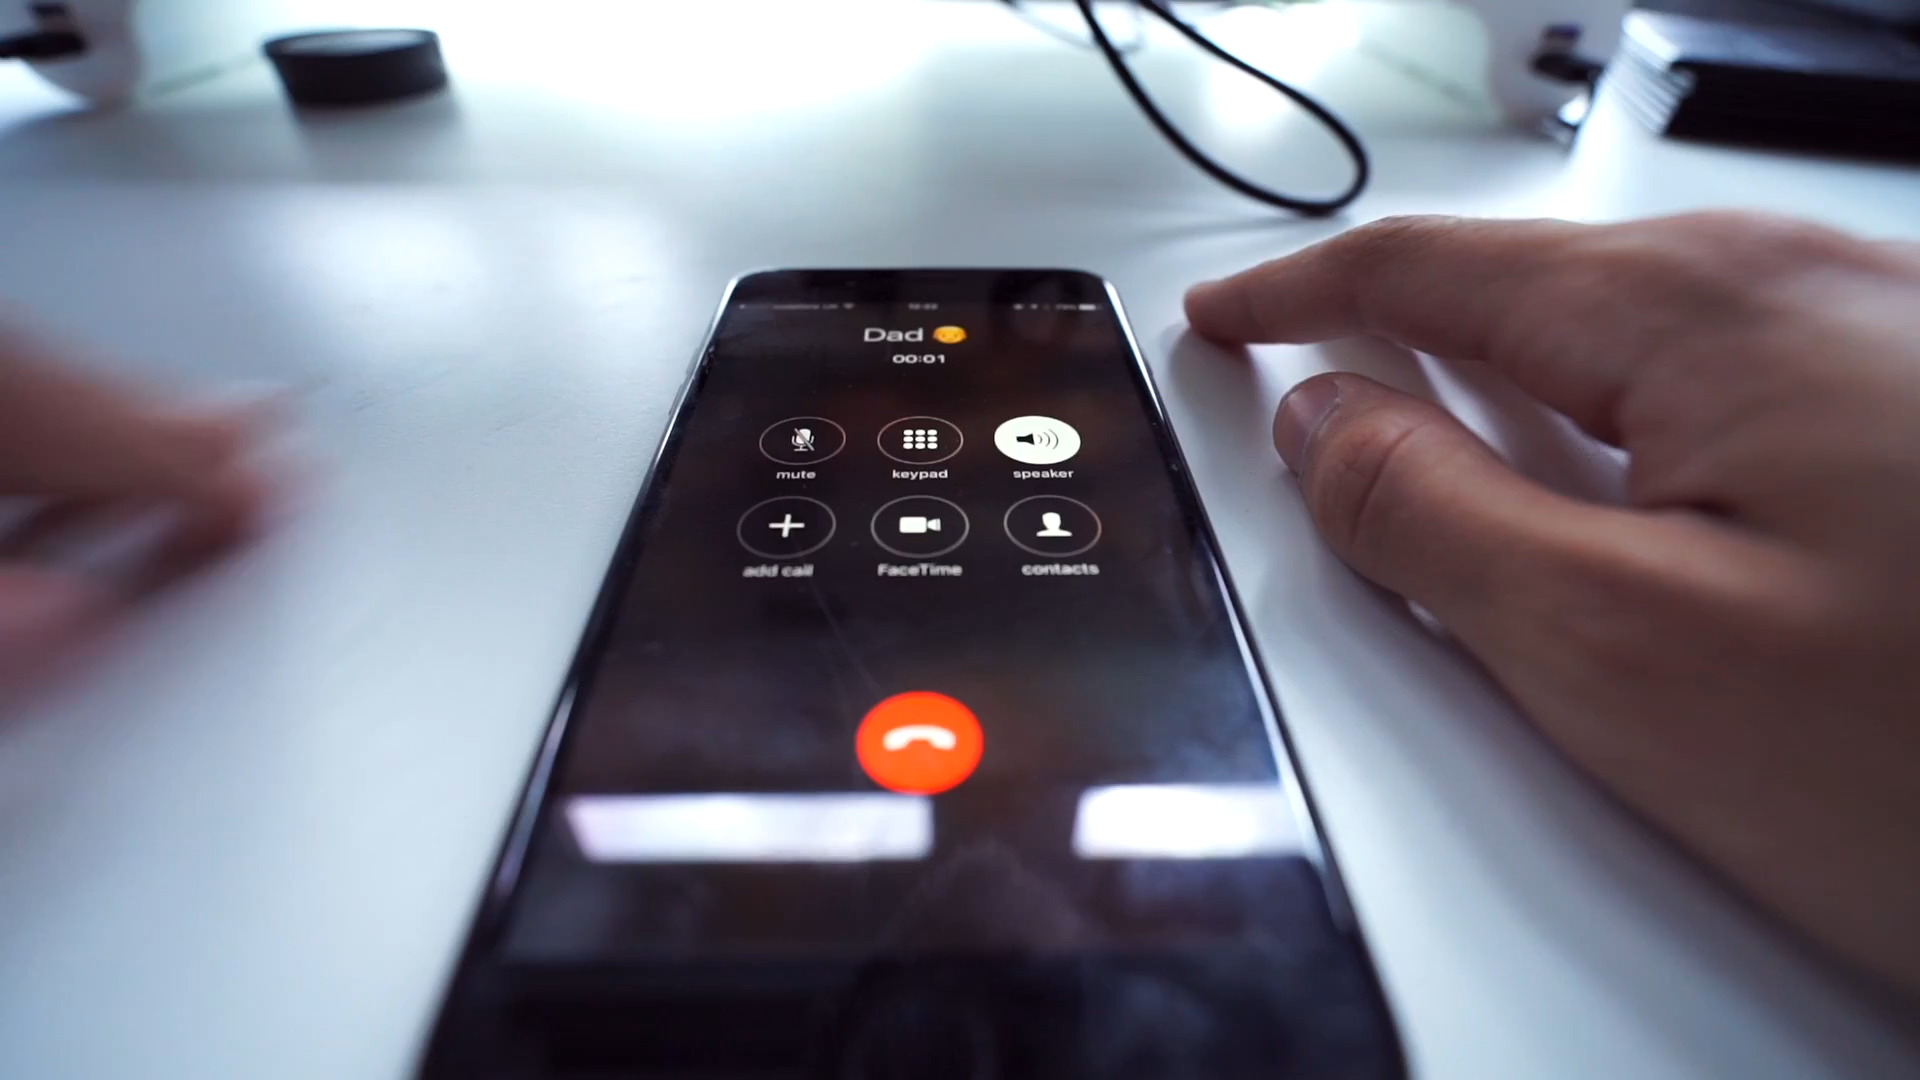 Dad 👴
00:01
mute keypad speaker
add call FaceTime contacts